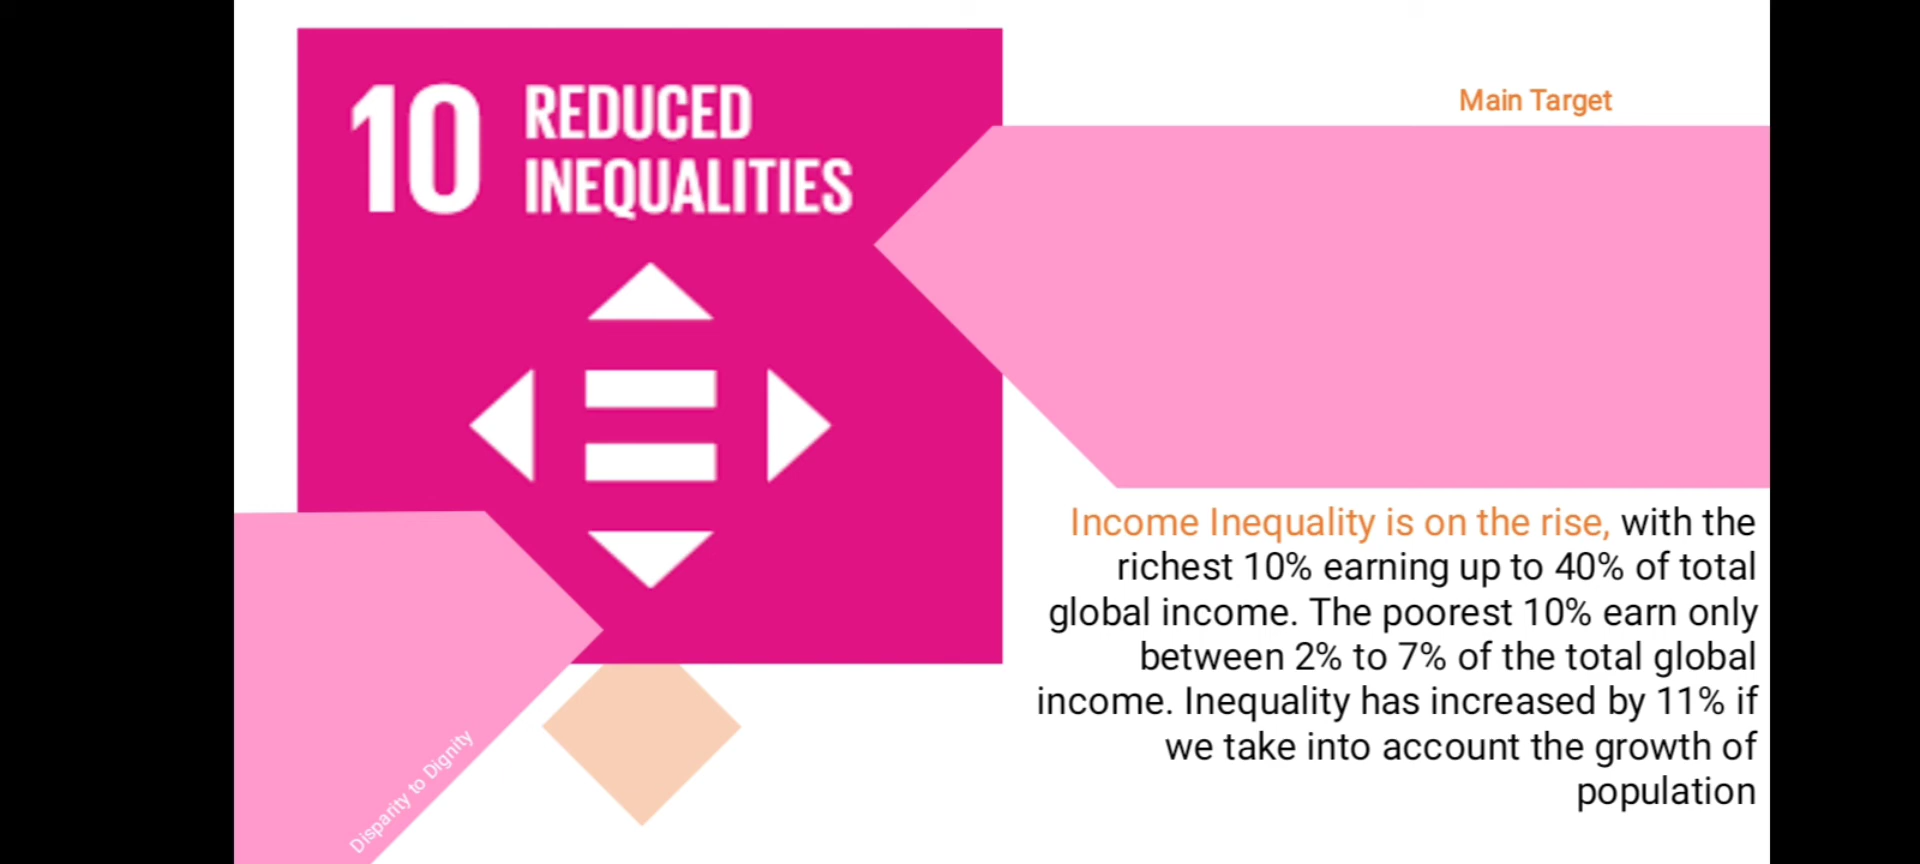 10 REDUCED
INEQUALITIES
Main Target
Income Inequality is on the rise, with the
richest 10% earning up to 40% of total
global income. The poorest 10% earn only
between 2% to 7% of the total global
income. Inequality has increased by 11% if
we take into account the growth of
population
Disparity to Dignity